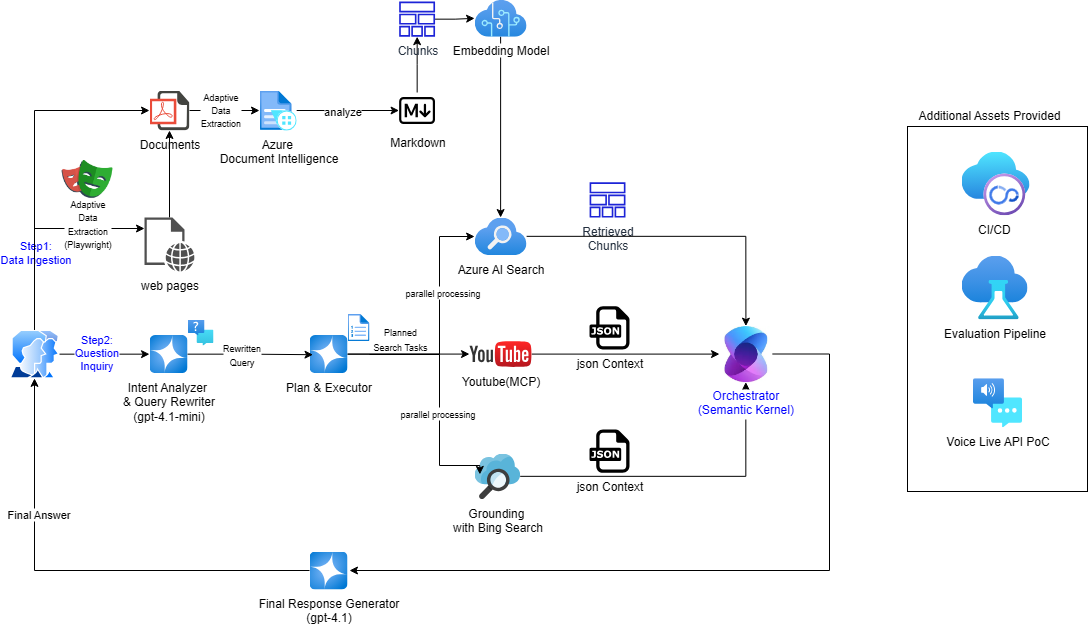 Chunks
Embedding Model
Adaptive
Data
Extraction
analyze
M
Documents
Azure
Document Intelligence
Markdown
Adaptive
Data
Extraction
(Playwright)
Step1:
Data Ingestion
web pages
Retrieved
Chunks
Azure AI Search
parallel processing
Step2:
Question
Inquiry
?
Intent Analyzer
& Query Rewriter
(gpt-4.1-mini)
Rewritten
Query
Plan & Executor
Planned
Search Tasks
YouTube
Youtube(MCP)
JSON
json Context
Orchestrator
(Semantic Kernel)
parallel processing
JSON
json Context
Grounding
with Bing Search
Final Answer
Final Response Generator
(gpt-4.1)
Additional Assets Provided
CI/CD
Evaluation Pipeline
Voice Live API PoC